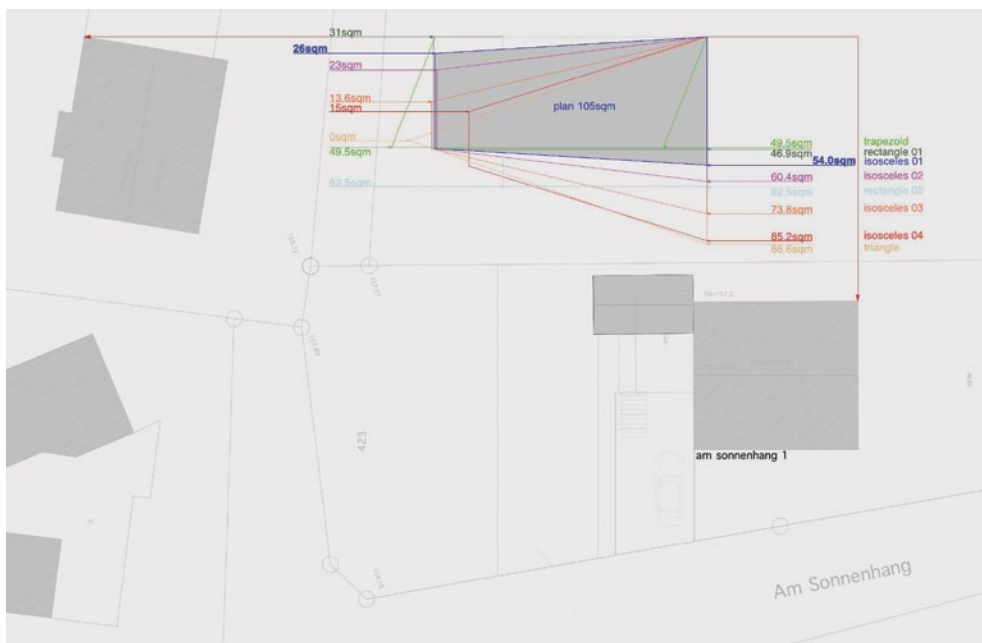 31sqm
26sqm
23sqm
13.6sqm
15sqm
0sqm
49.5sqm
62.5sqm
plan 105sqm
49.5sqm trapezoid
46.9sqm rectangle 01
54.0sqm isosceles 01
60.4sqm isosceles 02
62.5sqm rectangle 02
73.8sqm isosceles 03
85.2sqm isosceles 04
86.6sqm triangle
423
am sonnenhang 1
Am Sonnenhang